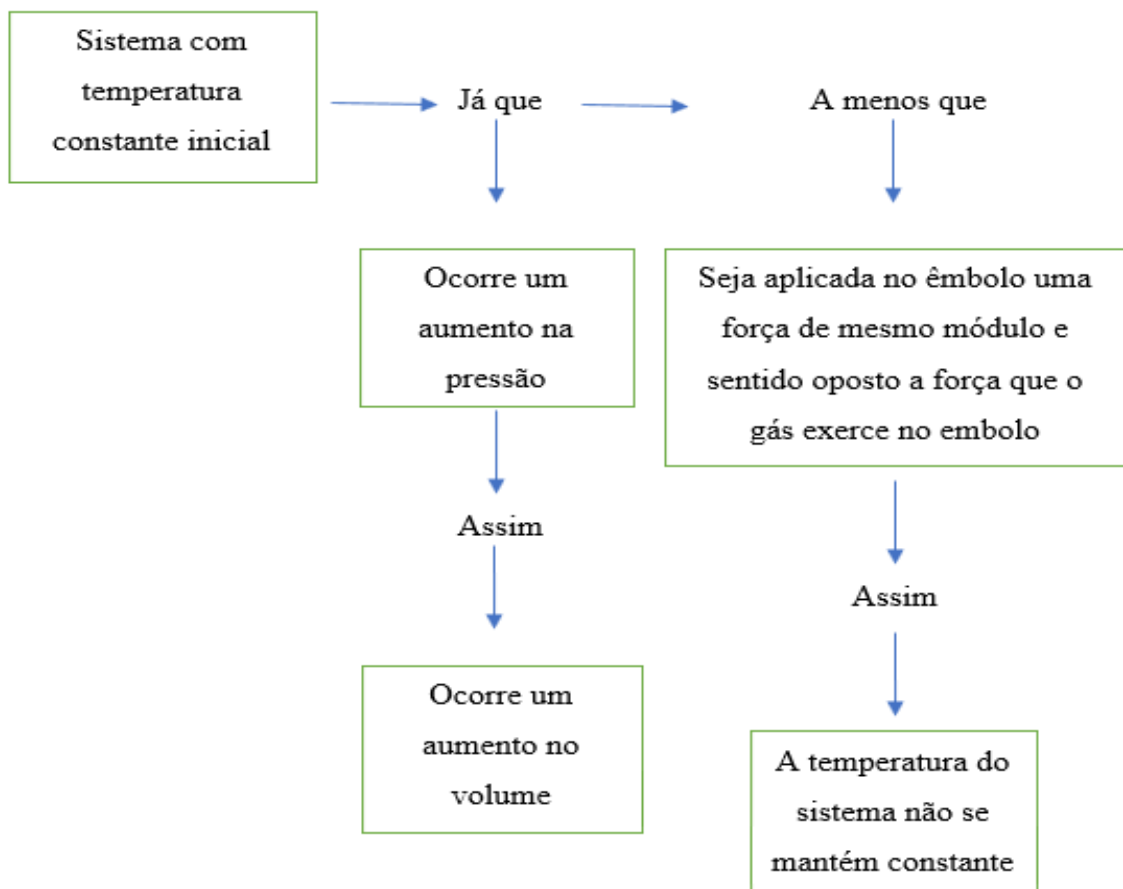 Sistema com
temperatura
constante inicial
Já que
A menos que
Ocorre um
aumento na
pressão
Seja aplicada no êmbolo uma
força de mesmo módulo e
sentido oposto a força que o
gás exerce no embolo
Assim
Assim
Ocorre um
aumento no
volume
A temperatura do
sistema não se
mantém constante